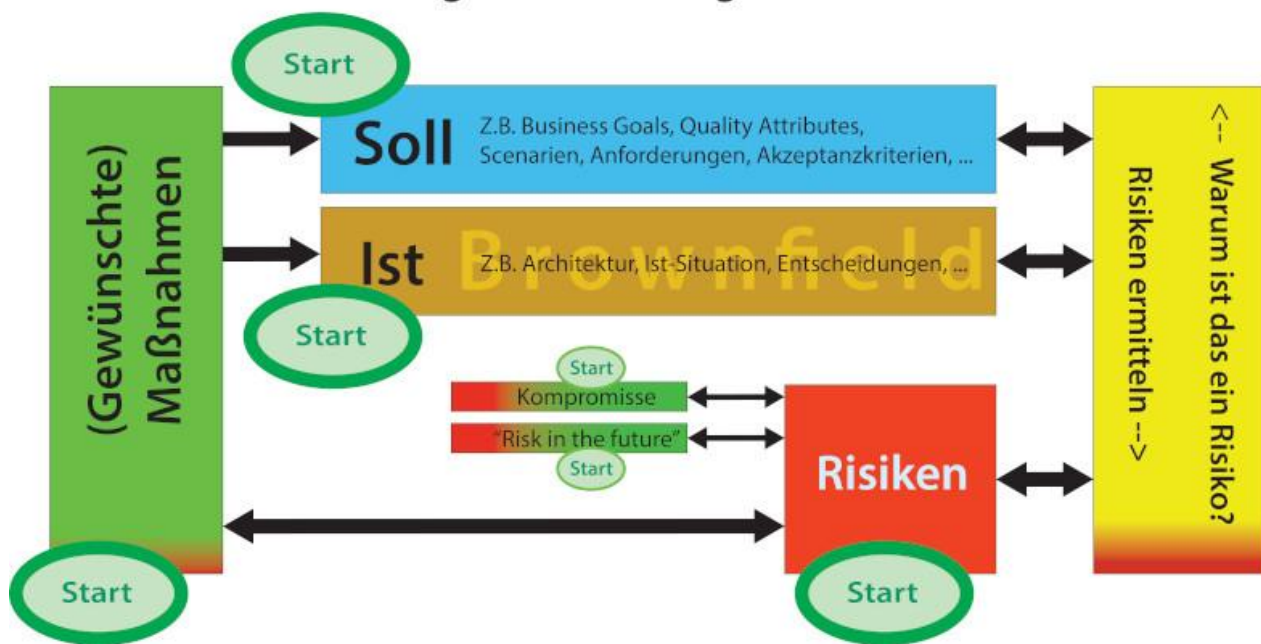 Start
Soll
Z.B. Business Goals, Quality Attributes,
Scenarien, Anforderungen, Akzeptanzkriterien, ...
(Gewünschte)
Maßnahmen
Ist
Brownfield
Z.B. Architektur, Ist-Situation, Entscheidungen, ...
Start
Start
Kompromisse
"Risk in the future"
Start
Risiken
<--- Warum ist das ein Risiko?
Risiken ermitteln -->
Start
Start